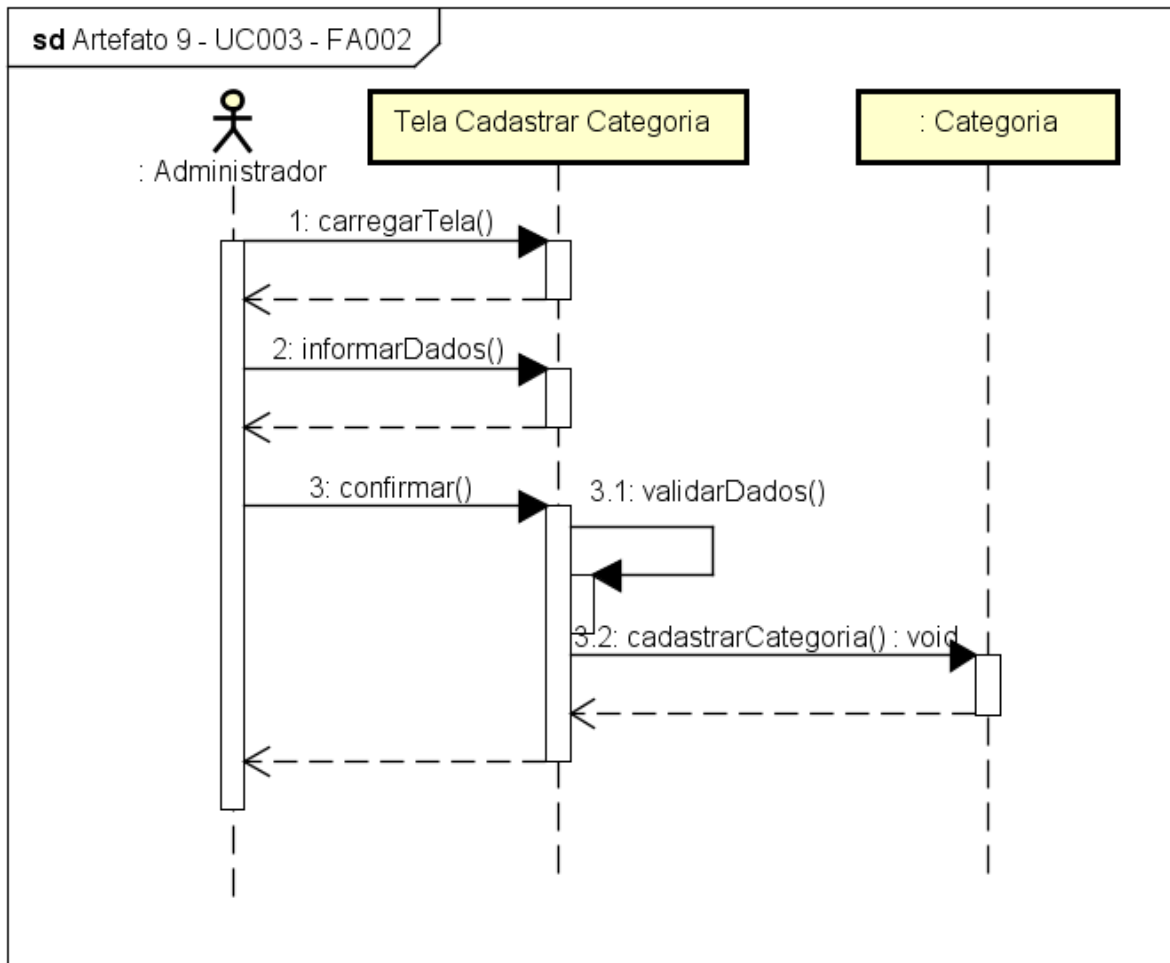 sd Artefato 9 - UC003 - FA002
: Administrador
Tela Cadastrar Categoria
: Categoria
1: carregarTela()
2: informarDados()
3: confirmar()
3.1: validarDados()
3.2: cadastrarCategoria() : void